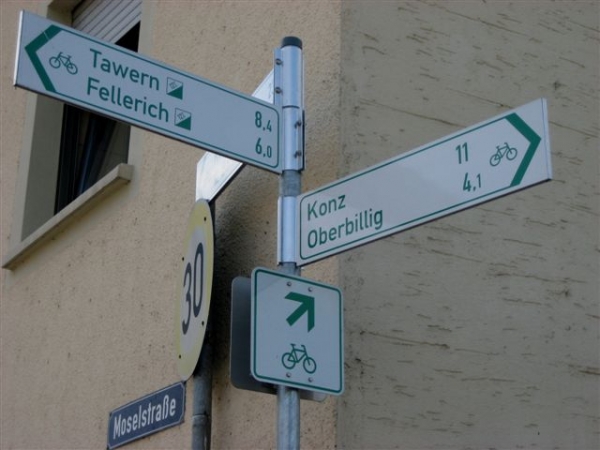 Tawern 8,4
Fellerich 6,0
Konz 11
Oberbillig 4,1
30
Moselstraße